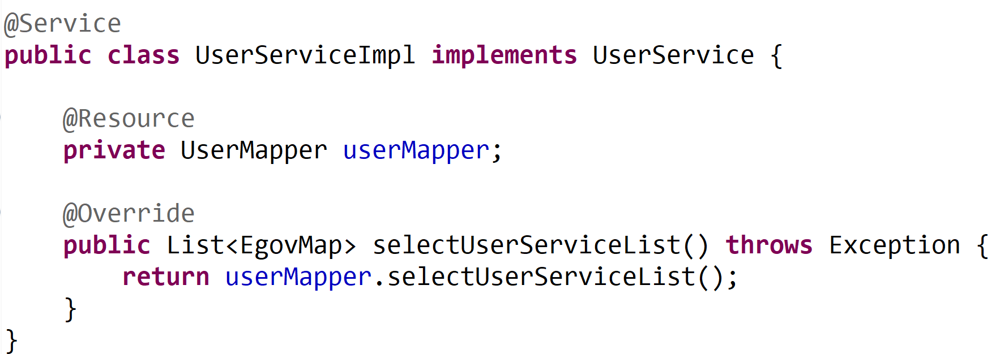 @Service
public class UserServiceImpl implements UserService {
@Resource
private UserMapper userMapper;
@Override
public List<EgovMap> selectUserServiceList() throws Exception {
return userMapper.selectUserServiceList();
}
}